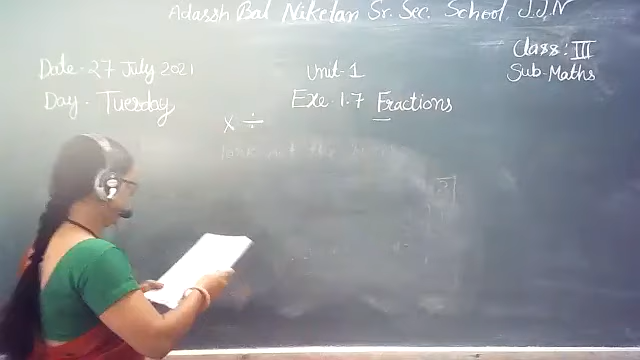 Adassh Bal Niketan Sr. Sec. School, J.J.N
Class : III
Date - 27 July 2021 Unit-1 Sub-Maths
Day - Tuesday Exe. 1.7 Fractions
× ÷